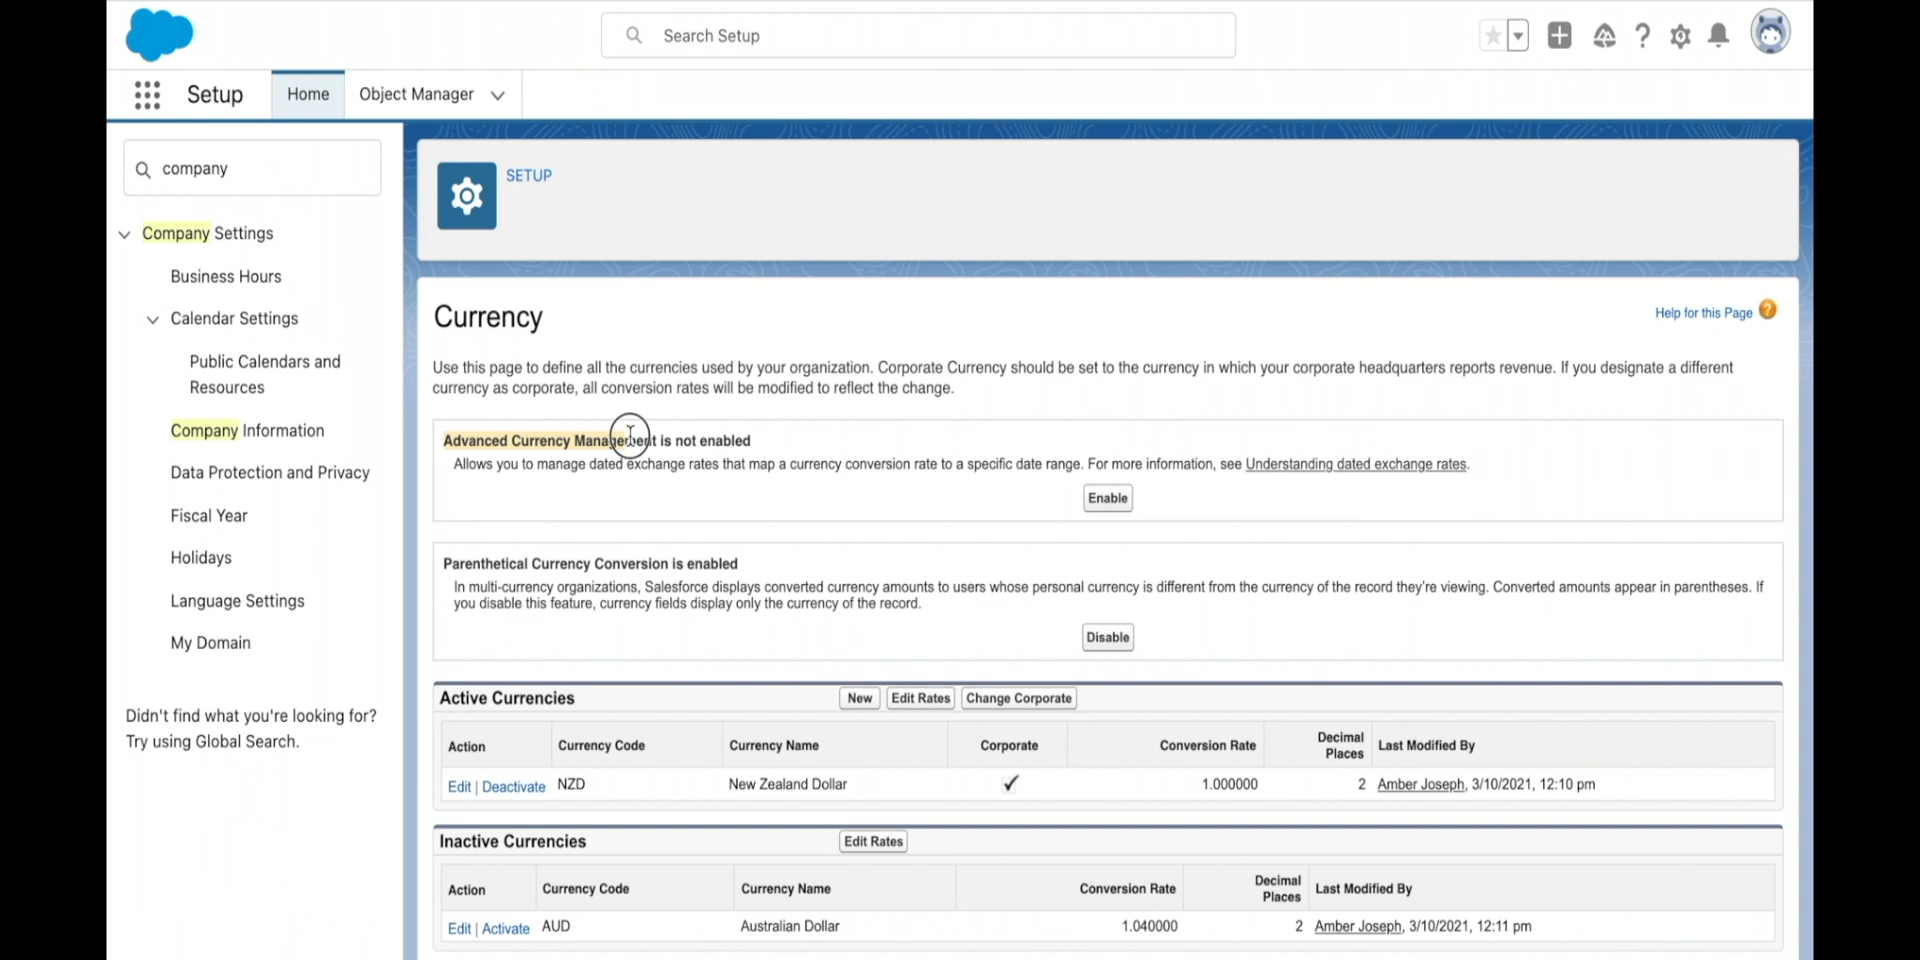 Search Setup
Setup
Home
Object Manager
company
Company Settings
Business Hours
Calendar Settings
Public Calendars and
Resources
Company Information
Data Protection and Privacy
Fiscal Year
Holidays
Language Settings
My Domain
Didn't find what you're looking for?
Try using Global Search.
SETUP
Currency
Help for this Page ?
Use this page to define all the currencies used by your organization. Corporate Currency should be set to the currency in which your corporate headquarters reports revenue. If you designate a different
currency as corporate, all conversion rates will be modified to reflect the change.
Advanced Currency Management is not enabled
Allows you to manage dated exchange rates that map a currency conversion rate to a specific date range. For more information, see Understanding dated exchange rates.
Enable
Parenthetical Currency Conversion is enabled
In multi-currency organizations, Salesforce displays converted currency amounts to users whose personal currency is different from the currency of the record they're viewing. Converted amounts appear in parentheses. If
you disable this feature, currency fields display only the currency of the record.
Disable
Active Currencies New Edit Rates Change Corporate
Action Currency Code Currency Name Corporate Conversion Rate Decimal Places Last Modified By
Edit | Deactivate NZD New Zealand Dollar ✓ 1.000000 2 Amber Joseph, 3/10/2021, 12:10 pm
Inactive Currencies Edit Rates
Action Currency Code Currency Name Conversion Rate Decimal Places Last Modified By
Edit | Activate AUD Australian Dollar 1.040000 2 Amber Joseph, 3/10/2021, 12:11 pm